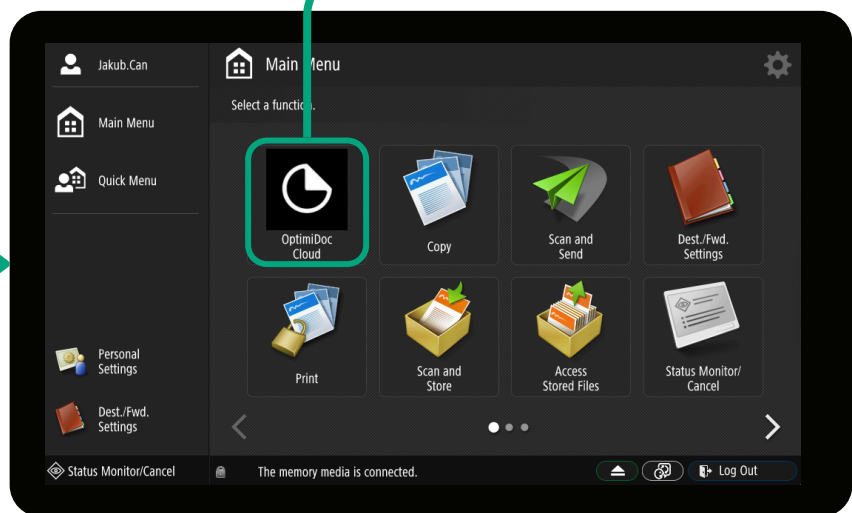 Jakub.Can
Main Menu
Quick Menu
Personal
Settings
Dest./Fwd.
Settings
Status Monitor/Cancel
Main Menu
Select a function.
OptimiDoc
Cloud
Copy
Scan and
Send
Dest./Fwd.
Settings
Print
Scan and
Store
Access
Stored Files
Status Monitor/
Cancel
The memory media is connected.
Log Out